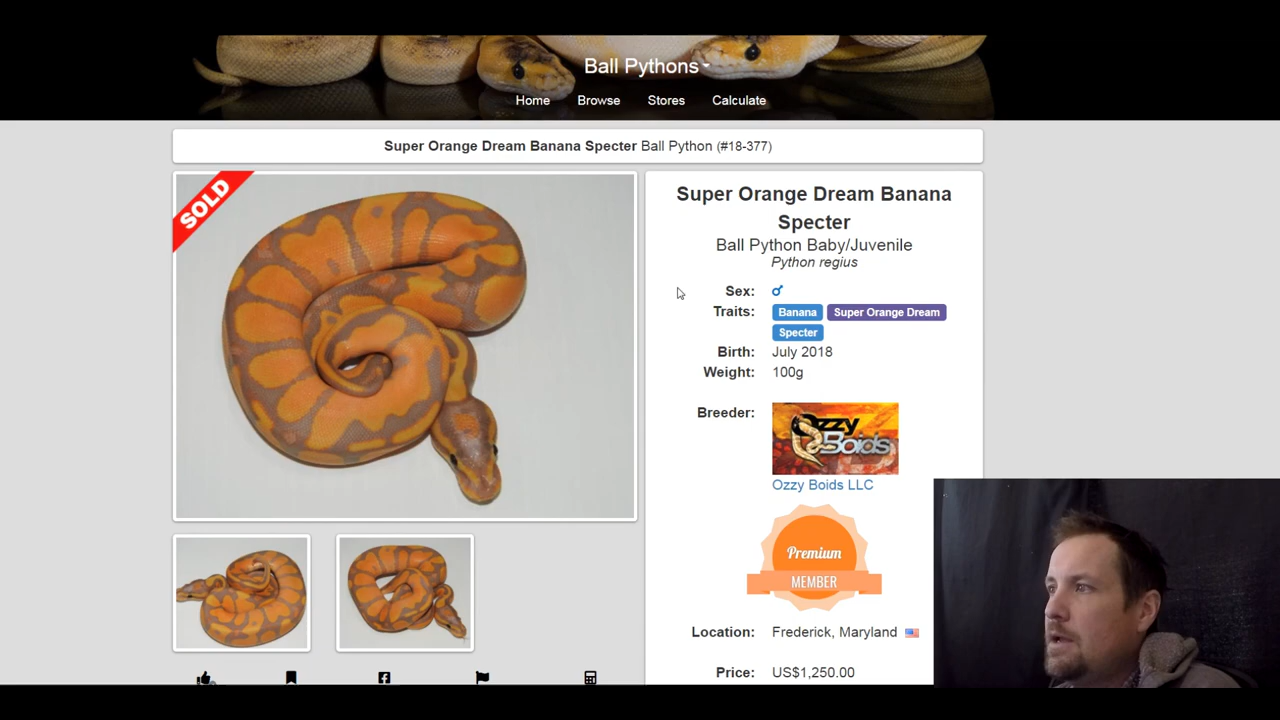 Ball Pythons
Home Browse Stores Calculate
Super Orange Dream Banana Specter Ball Python (#18-377)
SOLD
Super Orange Dream Banana
Specter
Ball Python Baby/Juvenile
Python regius
Sex: ♂
Traits: Banana Super Orange Dream
Specter
Birth: July 2018
Weight: 100g
Breeder: Ozzy
Boids
Ozzy Boids LLC
Premium
MEMBER
Location: Frederick, Maryland
Price: US$1,250.00